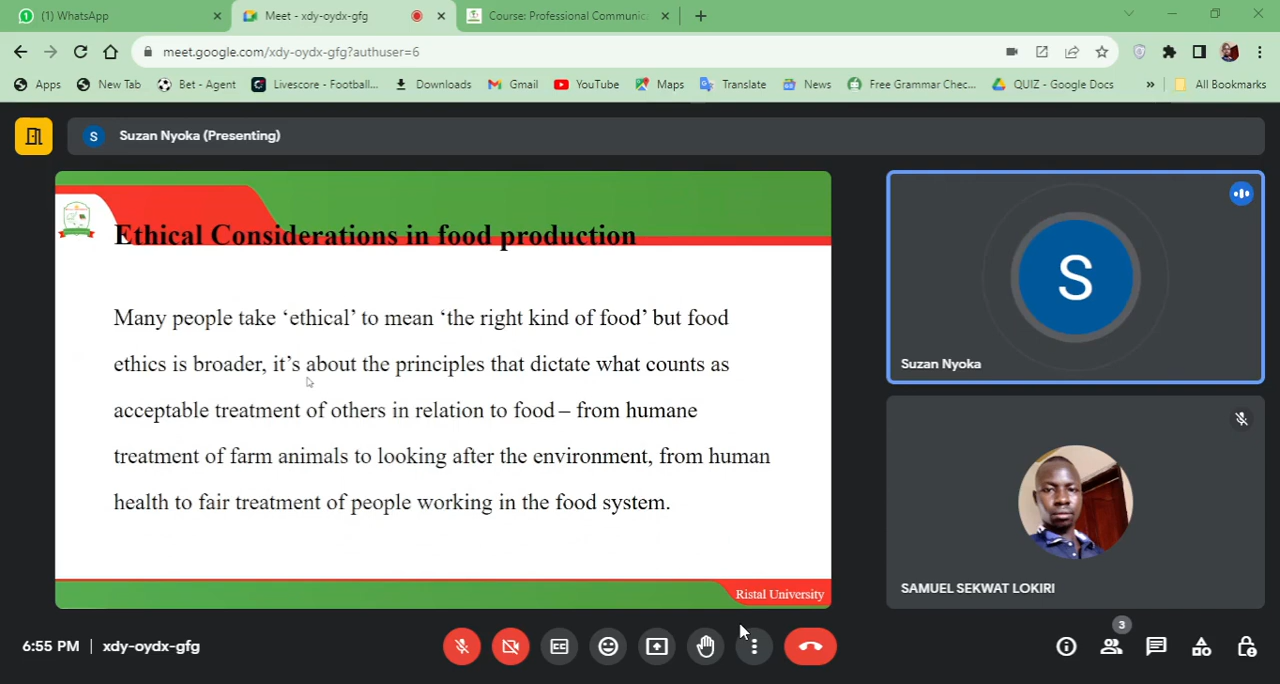 (1) WhatsApp
Meet - xdy-oydx-gfg
Course: Professional Communic
meet.google.com/xdy-oydx-gfg?authuser=6
Apps
New Tab
Bet - Agent
Livescore - Football...
Downloads
Gmail
YouTube
Maps
Translate
News
Free Grammar Chec...
QUIZ - Google Docs
»
All Bookmarks
S
Suzan Nyoka (Presenting)
Ethical Considerations in food production
Many people take ‘ethical’ to mean ‘the right kind of food’ but food
ethics is broader, it’s about the principles that dictate what counts as
acceptable treatment of others in relation to food – from humane
treatment of farm animals to looking after the environment, from human
health to fair treatment of people working in the food system.
Ristal University
S
Suzan Nyoka
SAMUEL SEKWAT LOKIRI
6:55 PM | xdy-oydx-gfg
3